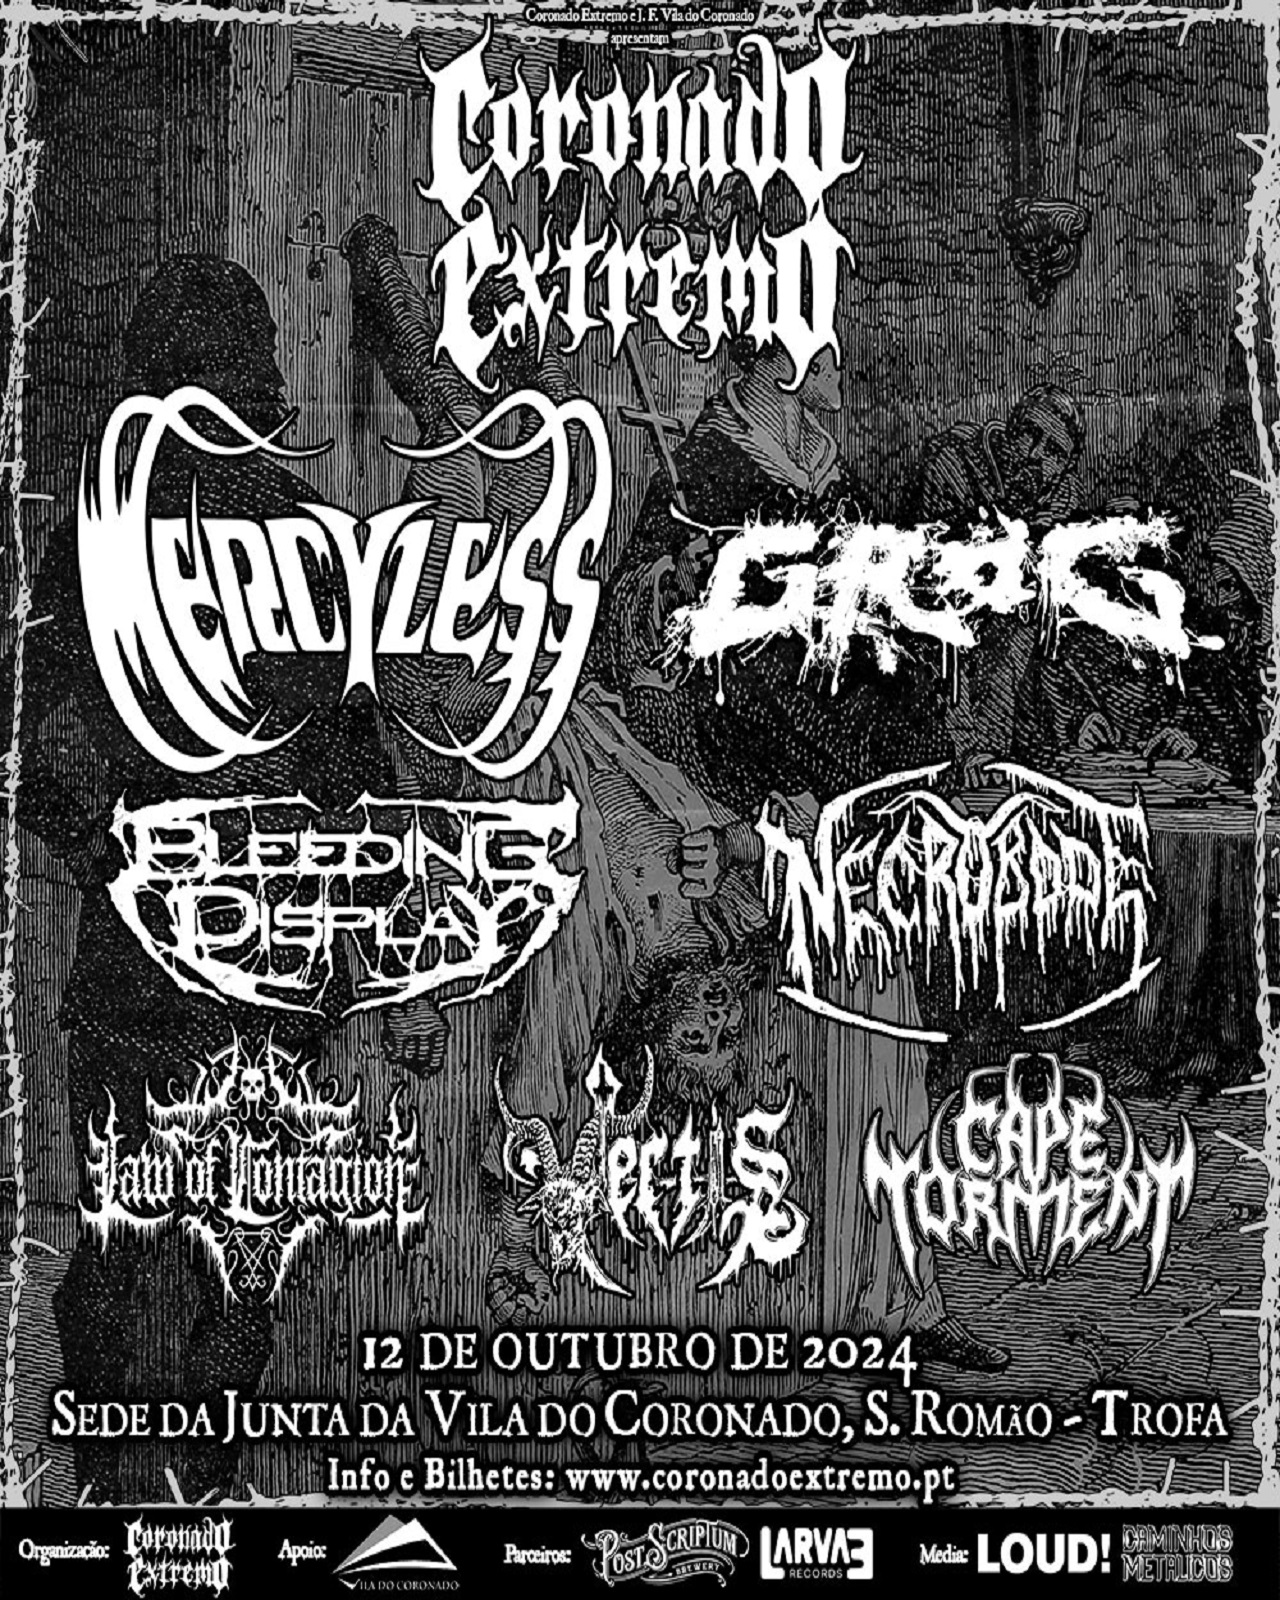 Coronado Extremo e J. F. Vila do Coronado
apresentam
Coronado
Extremo
Mercyless
Grog
Bleeding
Display
Necrobode
Law of Contagion
Vectis
Cape
Torment
12 DE OUTUBRO DE 2024
SEDE DA JUNTA DA VILA DO CORONADO, S. ROMÃO - TROFA
Info e Bilhetes: www.coronadoextremo.pt
Organização:
Coronado
Extremo
Apoio:
VILA DO CORONADO
Parceiros:
POST SCRIPTUM
BREWERY
LARVAE
RECORDS
Media:
LOUD!
CAMINHOS
METÁLICOS